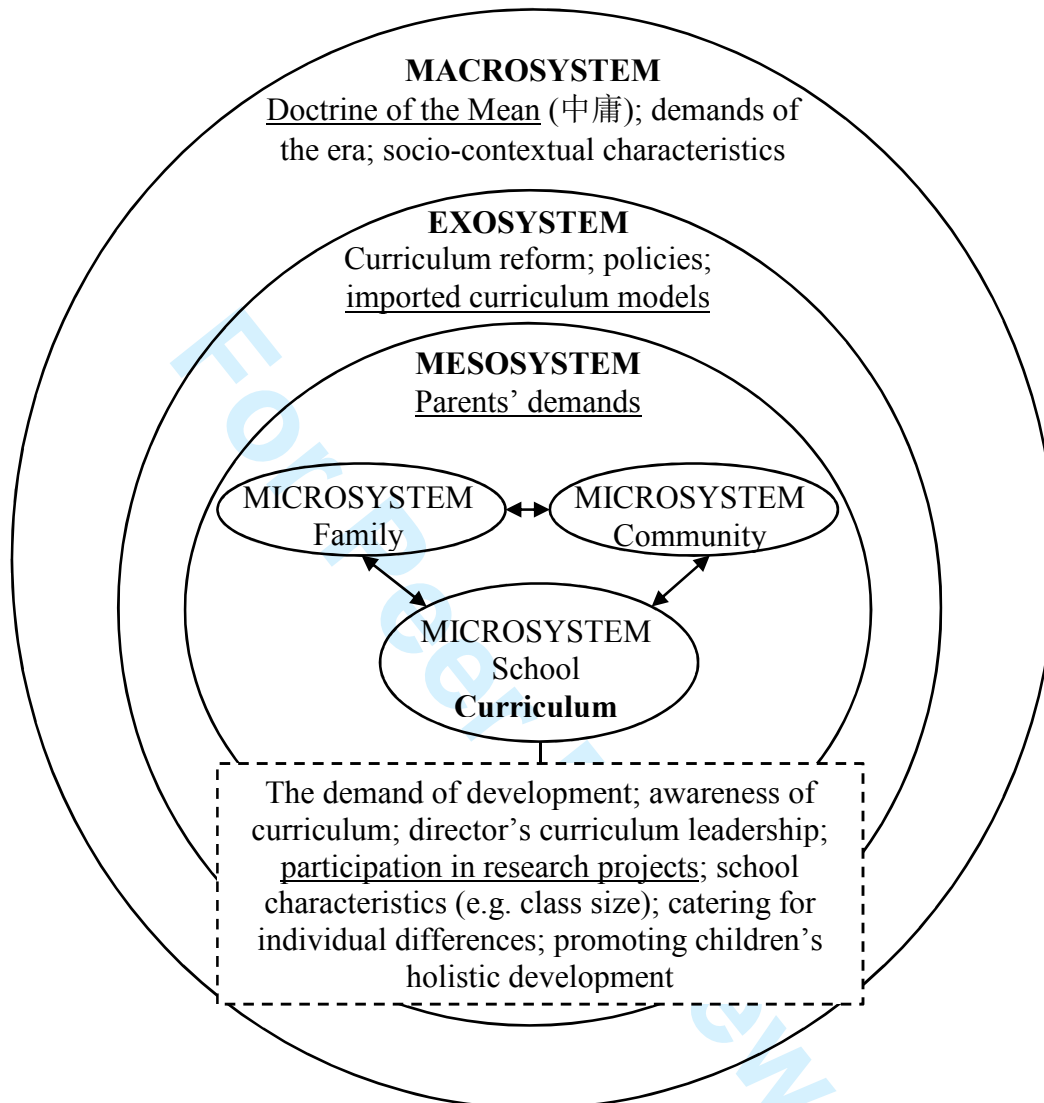 MACROSYSTEM
Doctrine of the Mean (中庸); demands of
the era; socio-contextual characteristics
EXOSYSTEM
Curriculum reform; policies;
imported curriculum models
MESOSYSTEM
Parents’ demands
MICROSYSTEM
Family
MICROSYSTEM
Community
MICROSYSTEM
School
Curriculum
The demand of development; awareness of
curriculum; director’s curriculum leadership;
participation in research projects; school
characteristics (e.g. class size); catering for
individual differences; promoting children’s
holistic development
For Peer